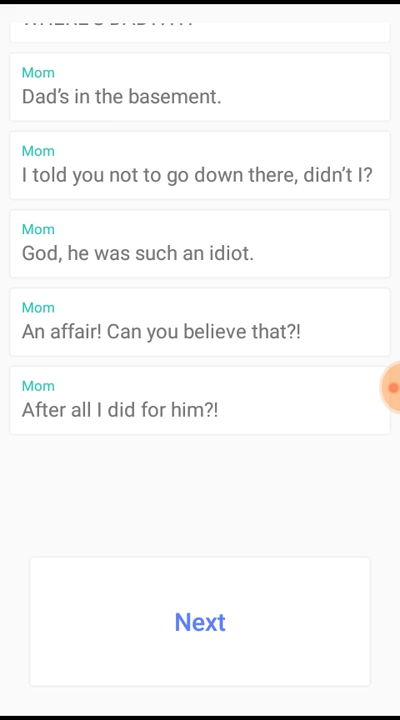 Mom
Dad's in the basement.
Mom
I told you not to go down there, didn't I?
Mom
God, he was such an idiot.
Mom
An affair! Can you believe that?!
Mom
After all I did for him?!
Next